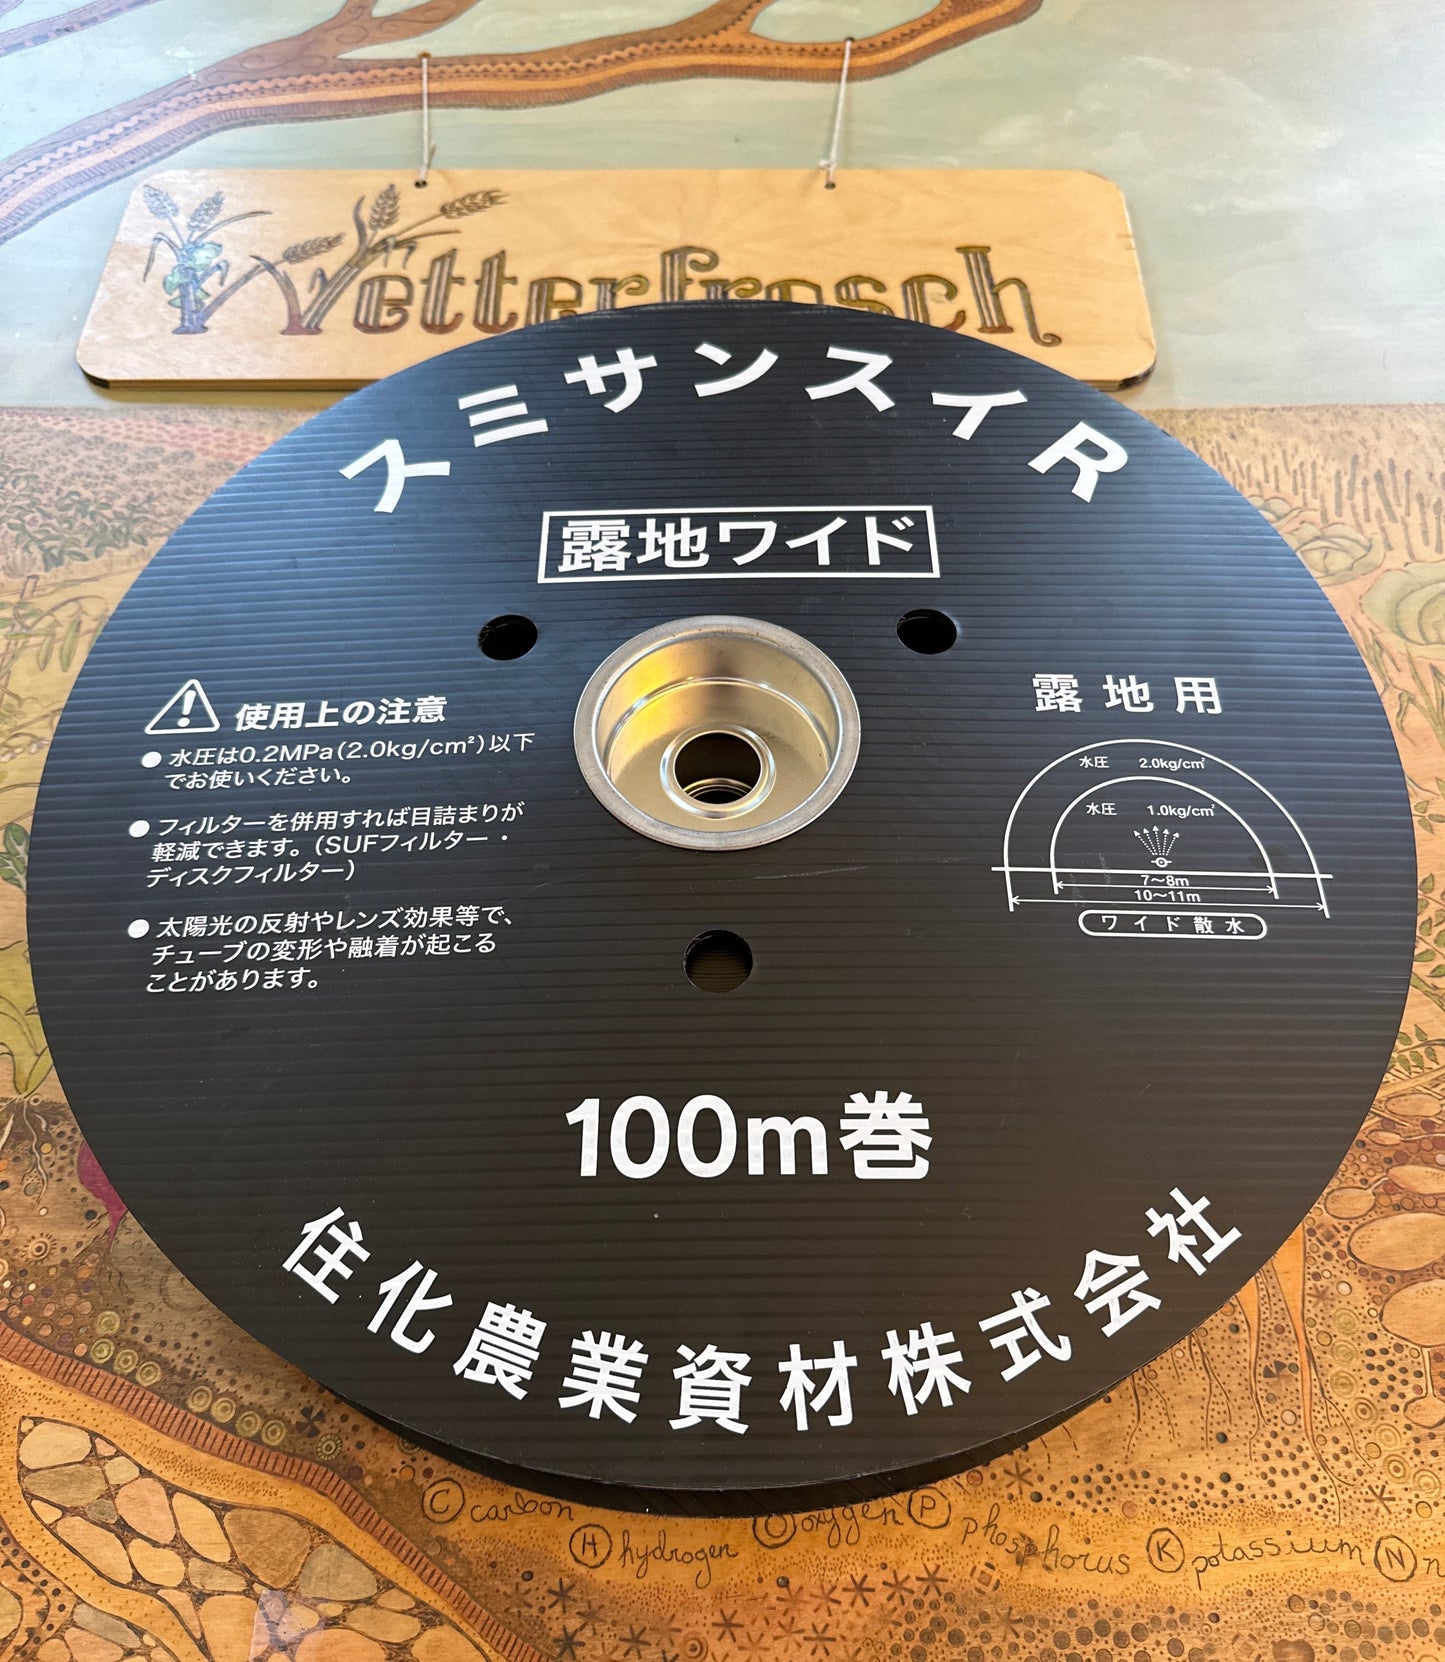 Wetterfrosch
スミサンスイR
露地ワイド
使用上の注意
● 水圧は0.2MPa(2.0kg/cm²)以下
でお使いください。
● フィルターを併用すれば目詰まりが
軽減できます。(SUFフィルター・
ディスクフィルター)
● 太陽光の反射やレンズ効果等で、
チューブの変形や融着が起こる
ことがあります。
露地用
水圧 2.0kg/cm²
水圧 1.0kg/cm²
7〜8m
10〜11m
ワイド散水
100m巻
住化農業資材株式会社
C carbon
H hydrogen
O oxygen
P phosphorus
K potassium
N n